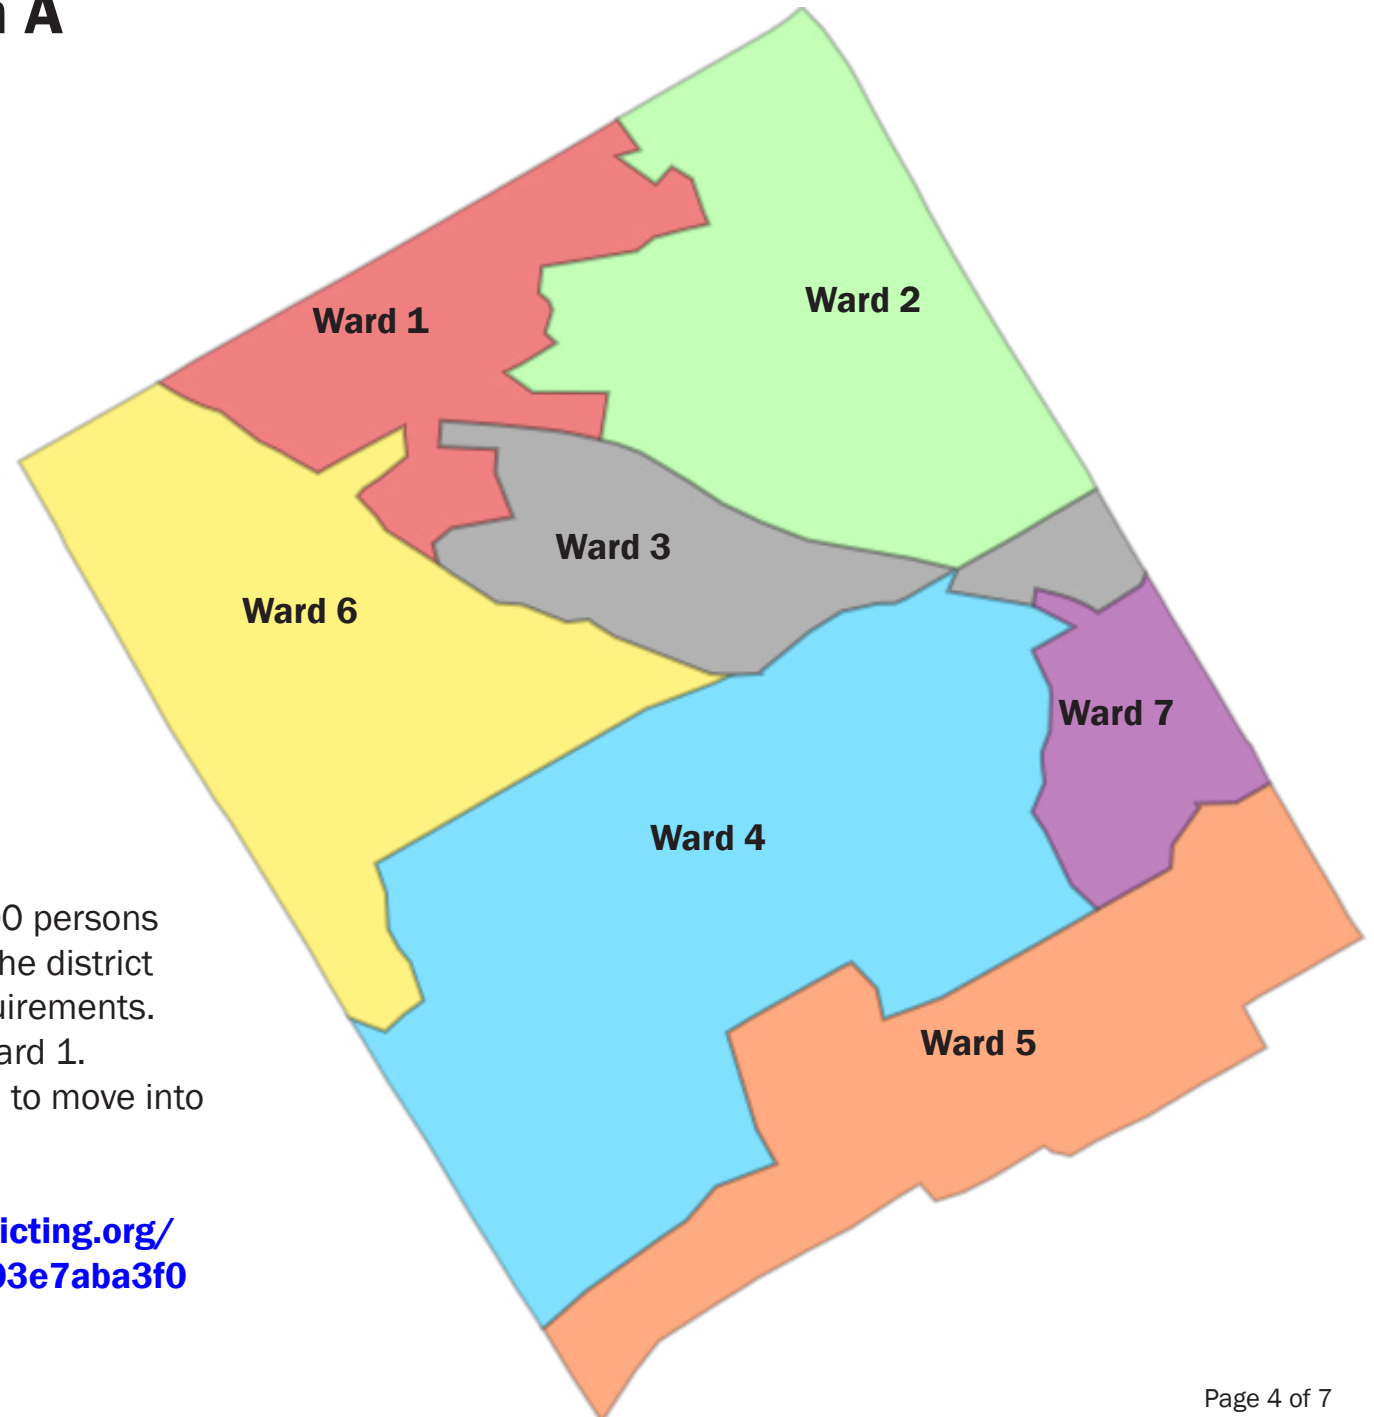 A
Ward 2
Ward 1
Ward 3
Ward 6
Ward 7
Ward 4
Ward 5
0 persons
he district
uirements.
ard 1.
to move into
icting.org/
03e7aba3f0
Page 4 of 7